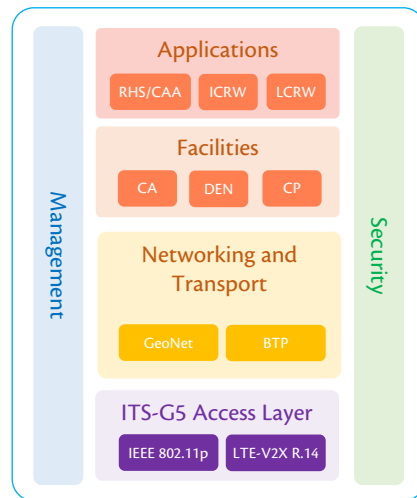 Management
Applications
RHS/CAA
ICRW
LCRW
Facilities
CA
DEN
CP
Networking and
Transport
GeoNet
BTP
ITS-G5 Access Layer
IEEE 802.11p
LTE-V2X R.14
Security